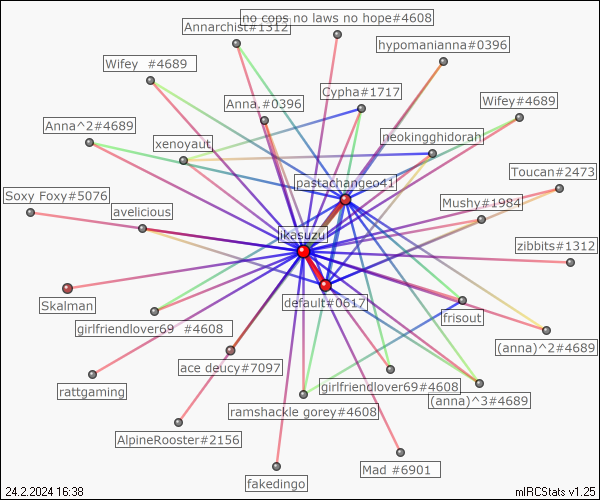 no cops no laws no hope#4608
Annarchist#1312
hypomanianna#0396
Wifey #4689
Cypha#1717
Wifey#4689
Anna.#0396
Anna^2#4689
neokingghidorah
xenoyaut
Toucan#2473
pastachangeo41
Soxy Foxy#5076
Mushy#1984
avelicious
jikasuzu
zibbits#1312
default#0617
Skalman
frisout
girlfriendlover69 #4608
(anna)^2#4689
ace deucy#7097
girlfriendlover69#4608
rattgaming
(anna)^3#4689
ramshackle gorey#4608
AlpineRooster#2156
Mad #6901
fakedingo
24.2.2024 16:38
mIRCStats v1.25